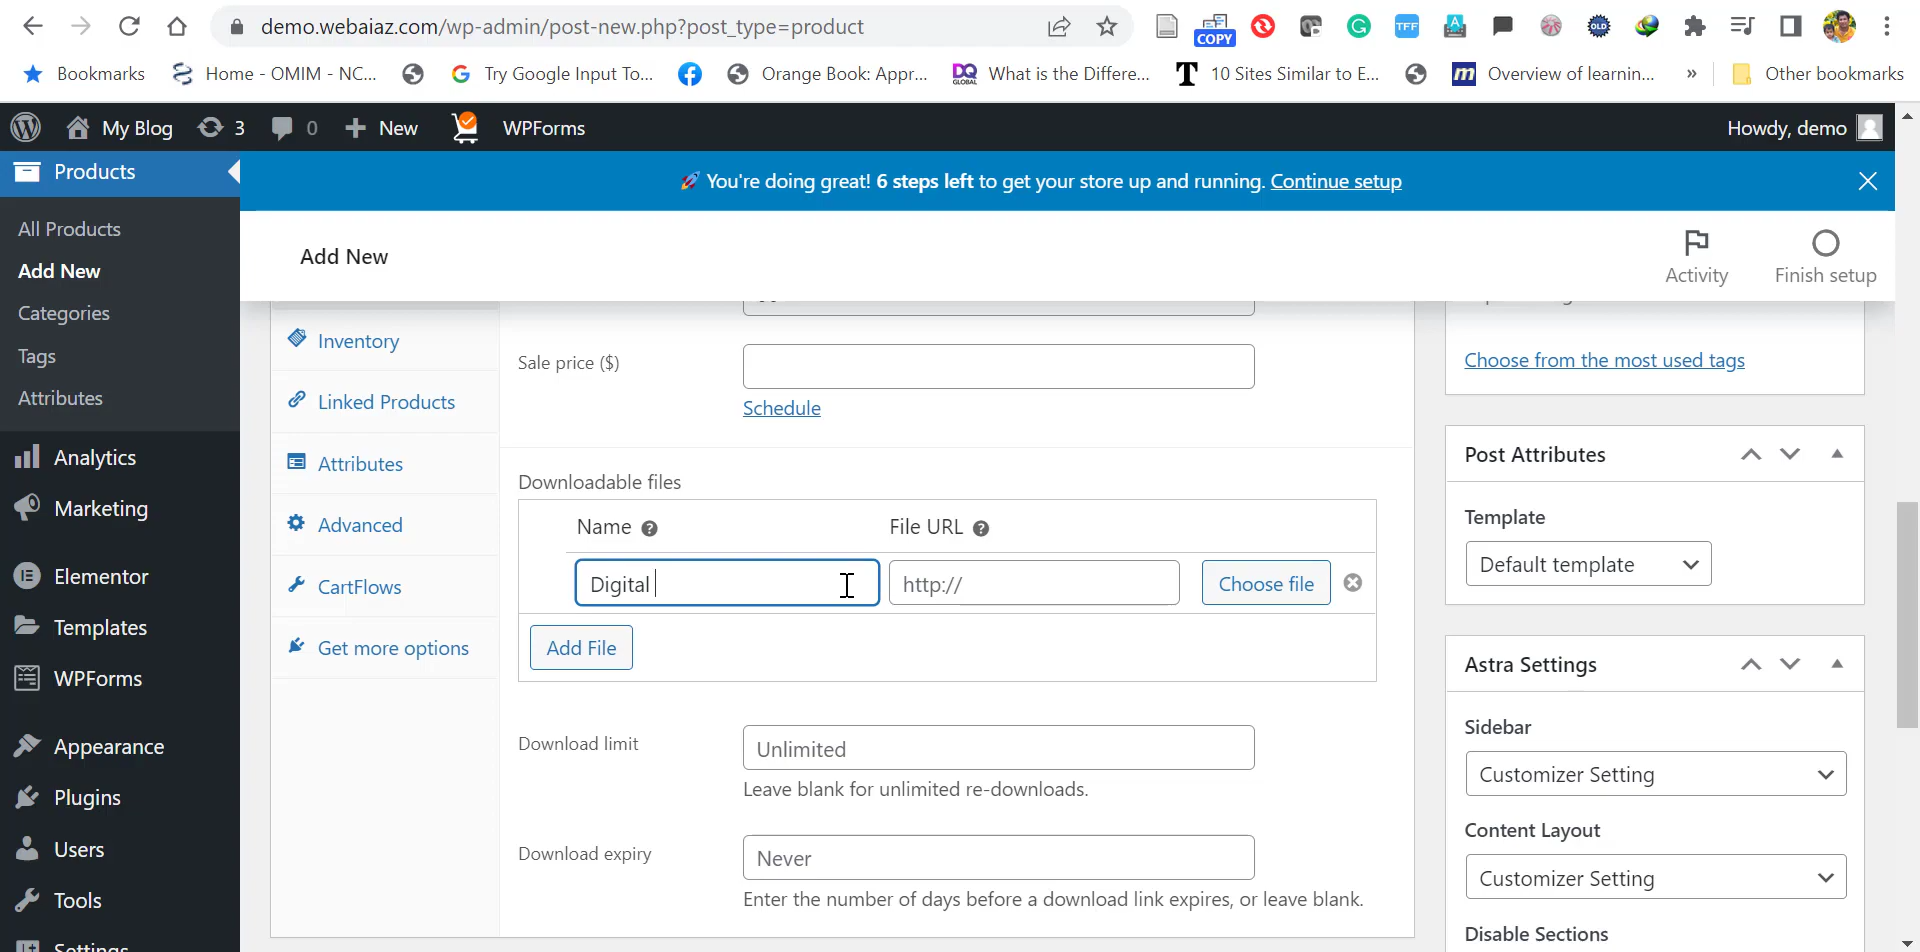 demo.webaiaz.com/wp-admin/post-new.php?post_type=product
COPY
TFF
A
OLD
Bookmarks
Home - OMIM - NC...
Try Google Input To...
Orange Book: Appr...
DQ GLOBAL
What is the Differe...
10 Sites Similar to E...
Overview of learnin...
»
Other bookmarks
My Blog
3
0
New
WPForms
Howdy, demo
Products
🚀 You're doing great! 6 steps left to get your store up and running. Continue setup
All Products
Add New
Categories
Tags
Attributes
Analytics
Marketing
Elementor
Templates
WPForms
Appearance
Plugins
Users
Tools
Settings
Add New
Activity
Finish setup
Inventory
Linked Products
Attributes
Advanced
CartFlows
Get more options
Sale price ($)
Schedule
Downloadable files
Name
File URL
Digital
http://
Choose file
Add File
Download limit
Unlimited
Leave blank for unlimited re-downloads.
Download expiry
Never
Enter the number of days before a download link expires, or leave blank.
Choose from the most used tags
Post Attributes
Template
Default template
Astra Settings
Sidebar
Customizer Setting
Content Layout
Customizer Setting
Disable Sections